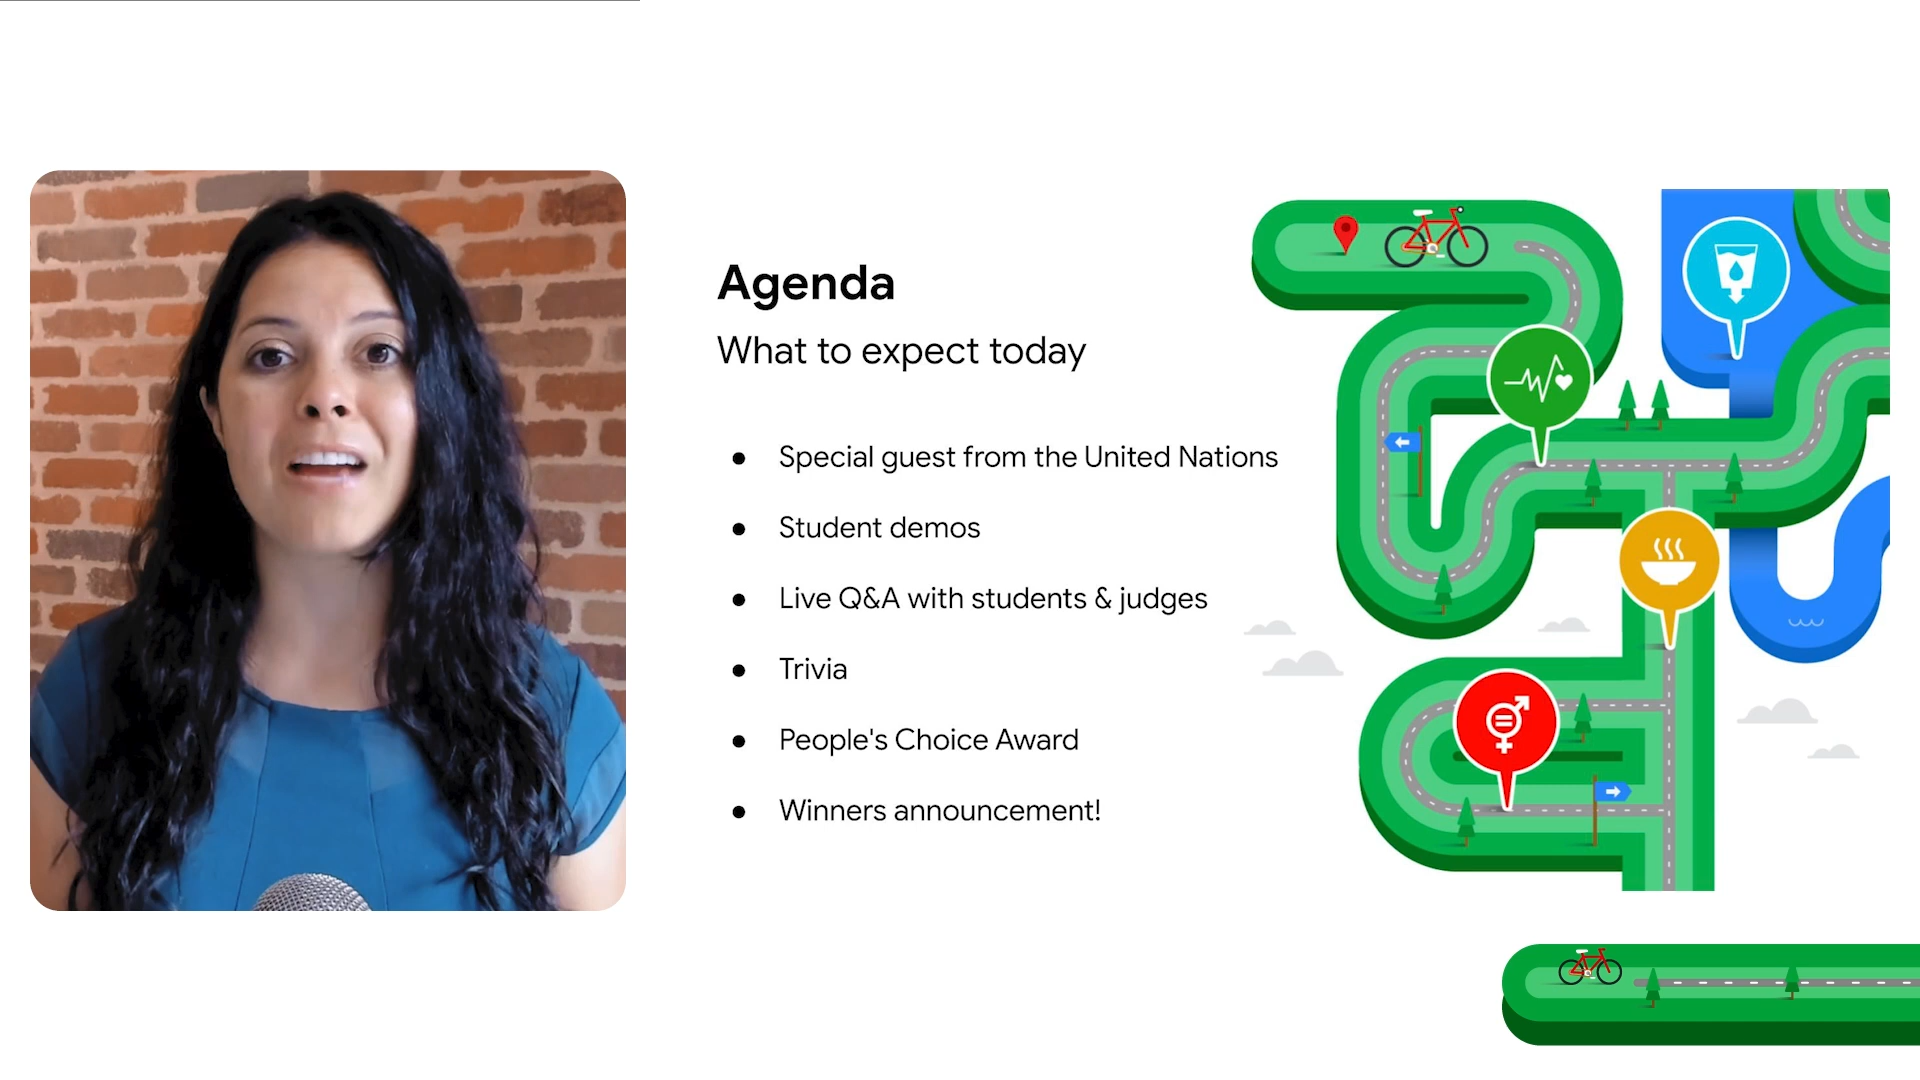 Agenda
What to expect today
● Special guest from the United Nations
● Student demos
● Live Q&A with students & judges
● Trivia
● People's Choice Award
● Winners announcement!